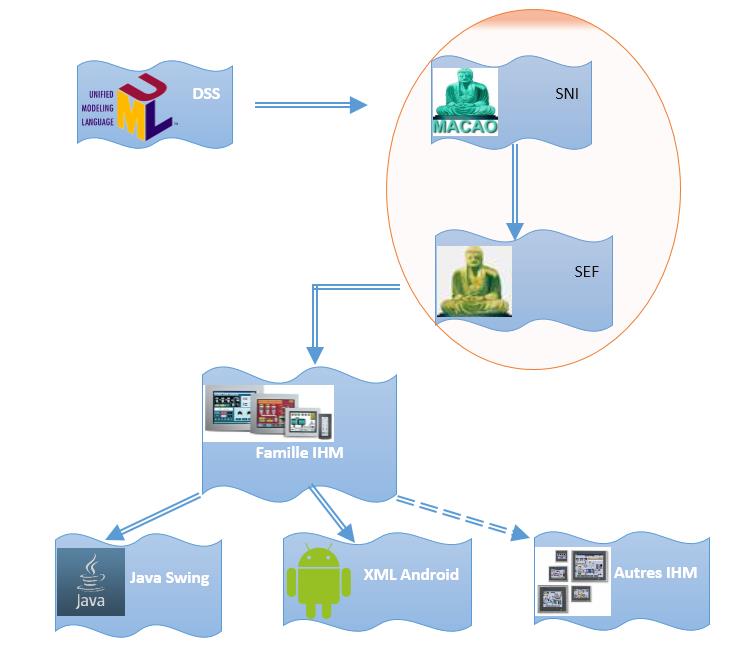 DSS
UNIFIED
MODELING
LANGUAGE
UML
SNI
MACAO
SEF
Famille IHM
Java Swing
Java
XML Android
Autres IHM